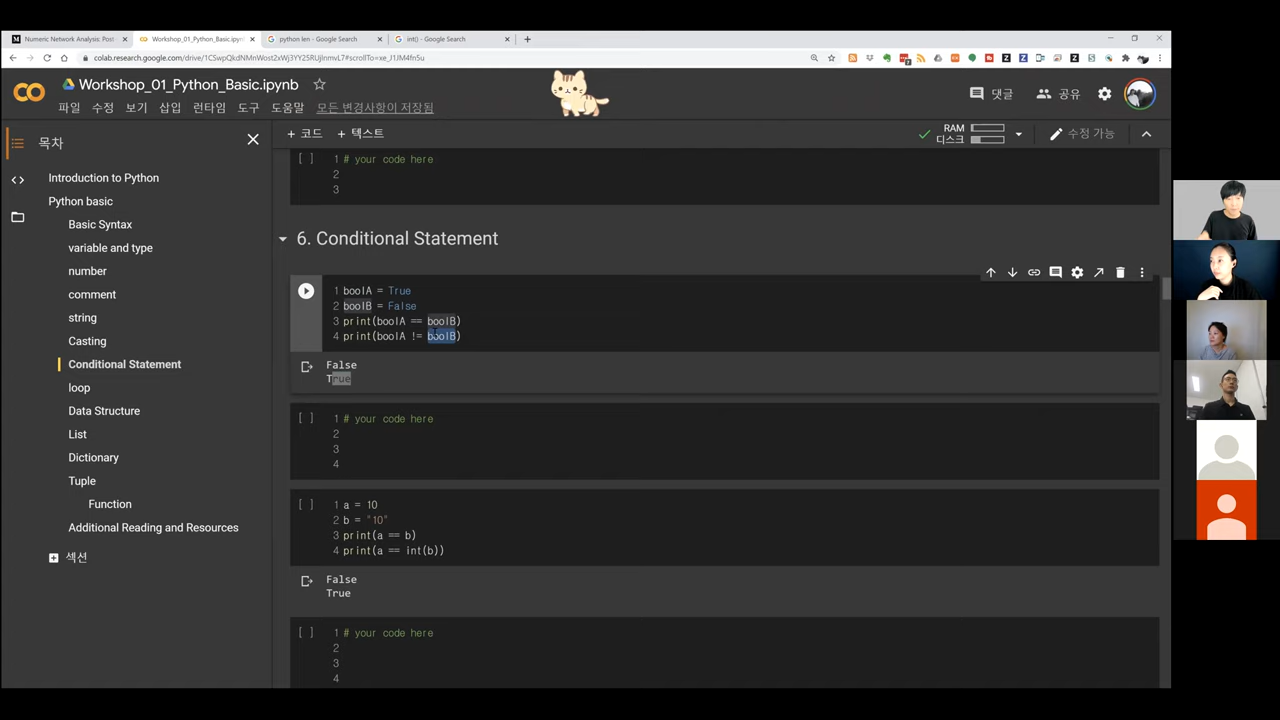 Numeric Network Analysis: Post -
Workshop_01_Python_Basic.ipynb
python len - Google Search
int() - Google Search
colab.research.google.com/drive/
Workshop_01_Python_Basic.ipynb
파일 수정 보기 삽입 런타임 도구 도움말 모든 변경사항이 저장됨
댓글 공유
+ 코드 + 텍스트
RAM
디스크
수정 가능
목차
Introduction to Python
Python basic
Basic Syntax
variable and type
number
comment
string
Casting
Conditional Statement
loop
Data Structure
List
Dictionary
Tuple
Function
Additional Reading and Resources
섹션
[ ] 1 # your code here
2
3
6. Conditional Statement
1 boolA = True
2 boolB = False
3 print(boolA == boolB)
4 print(boolA != boolB)
False
True
[ ] 1 # your code here
2
3
4
[ ] 1 a = 10
2 b = "10"
3 print(a == b)
4 print(a == int(b))
False
True
[ ] 1 # your code here
2
3
4